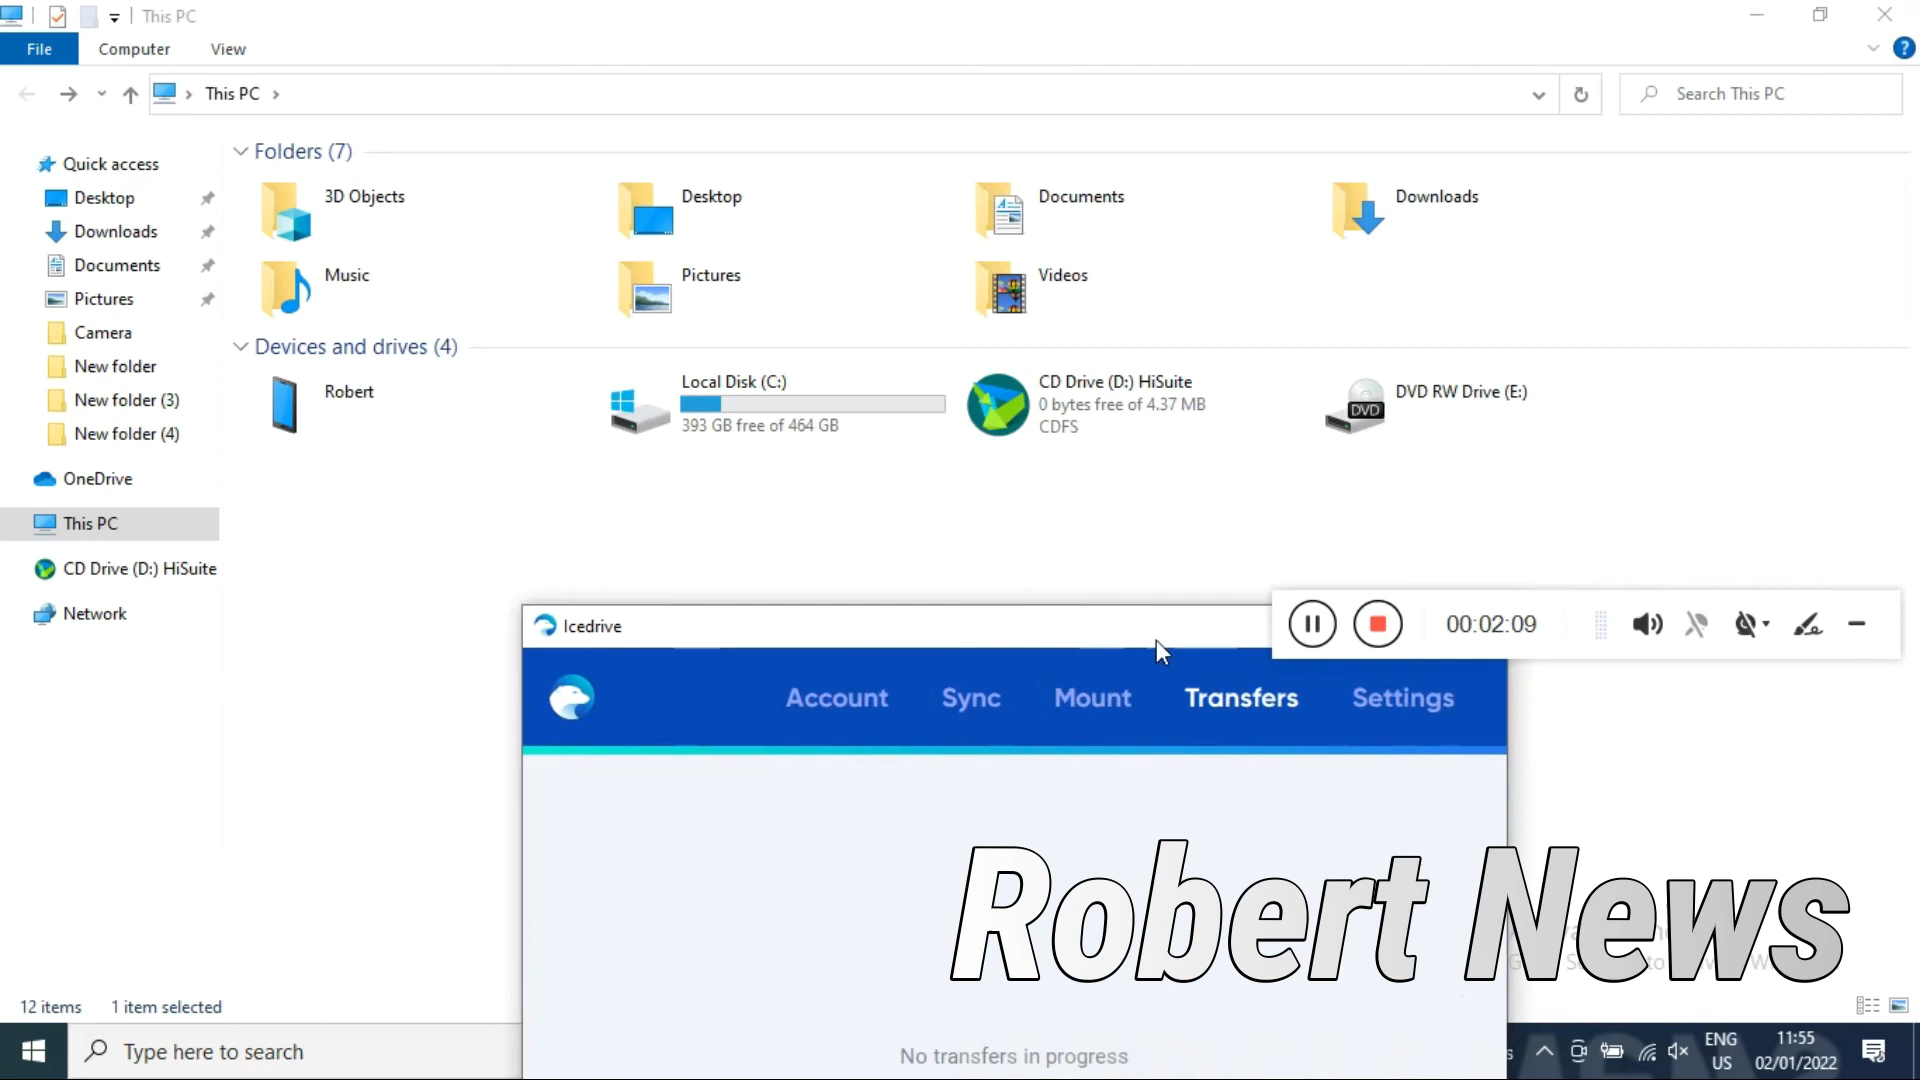 This PC
File
Computer
View
This PC
Search This PC
Quick access
Desktop
Downloads
Documents
Pictures
Camera
New folder
New folder (3)
New folder (4)
OneDrive
This PC
CD Drive (D:) HiSuite
Network
Folders (7)
3D Objects
Desktop
Documents
Downloads
Music
Pictures
Videos
Devices and drives (4)
Robert
Local Disk (C:)
393 GB free of 464 GB
CD Drive (D:) HiSuite
0 bytes free of 4.37 MB
CDFS
DVD
DVD RW Drive (E:)
Icedrive
00:02:09
Account
Sync
Mount
Transfers
Settings
Robert News
No transfers in progress
12 items
1 item selected
Type here to search
ENG
US
11:55
02/01/2022